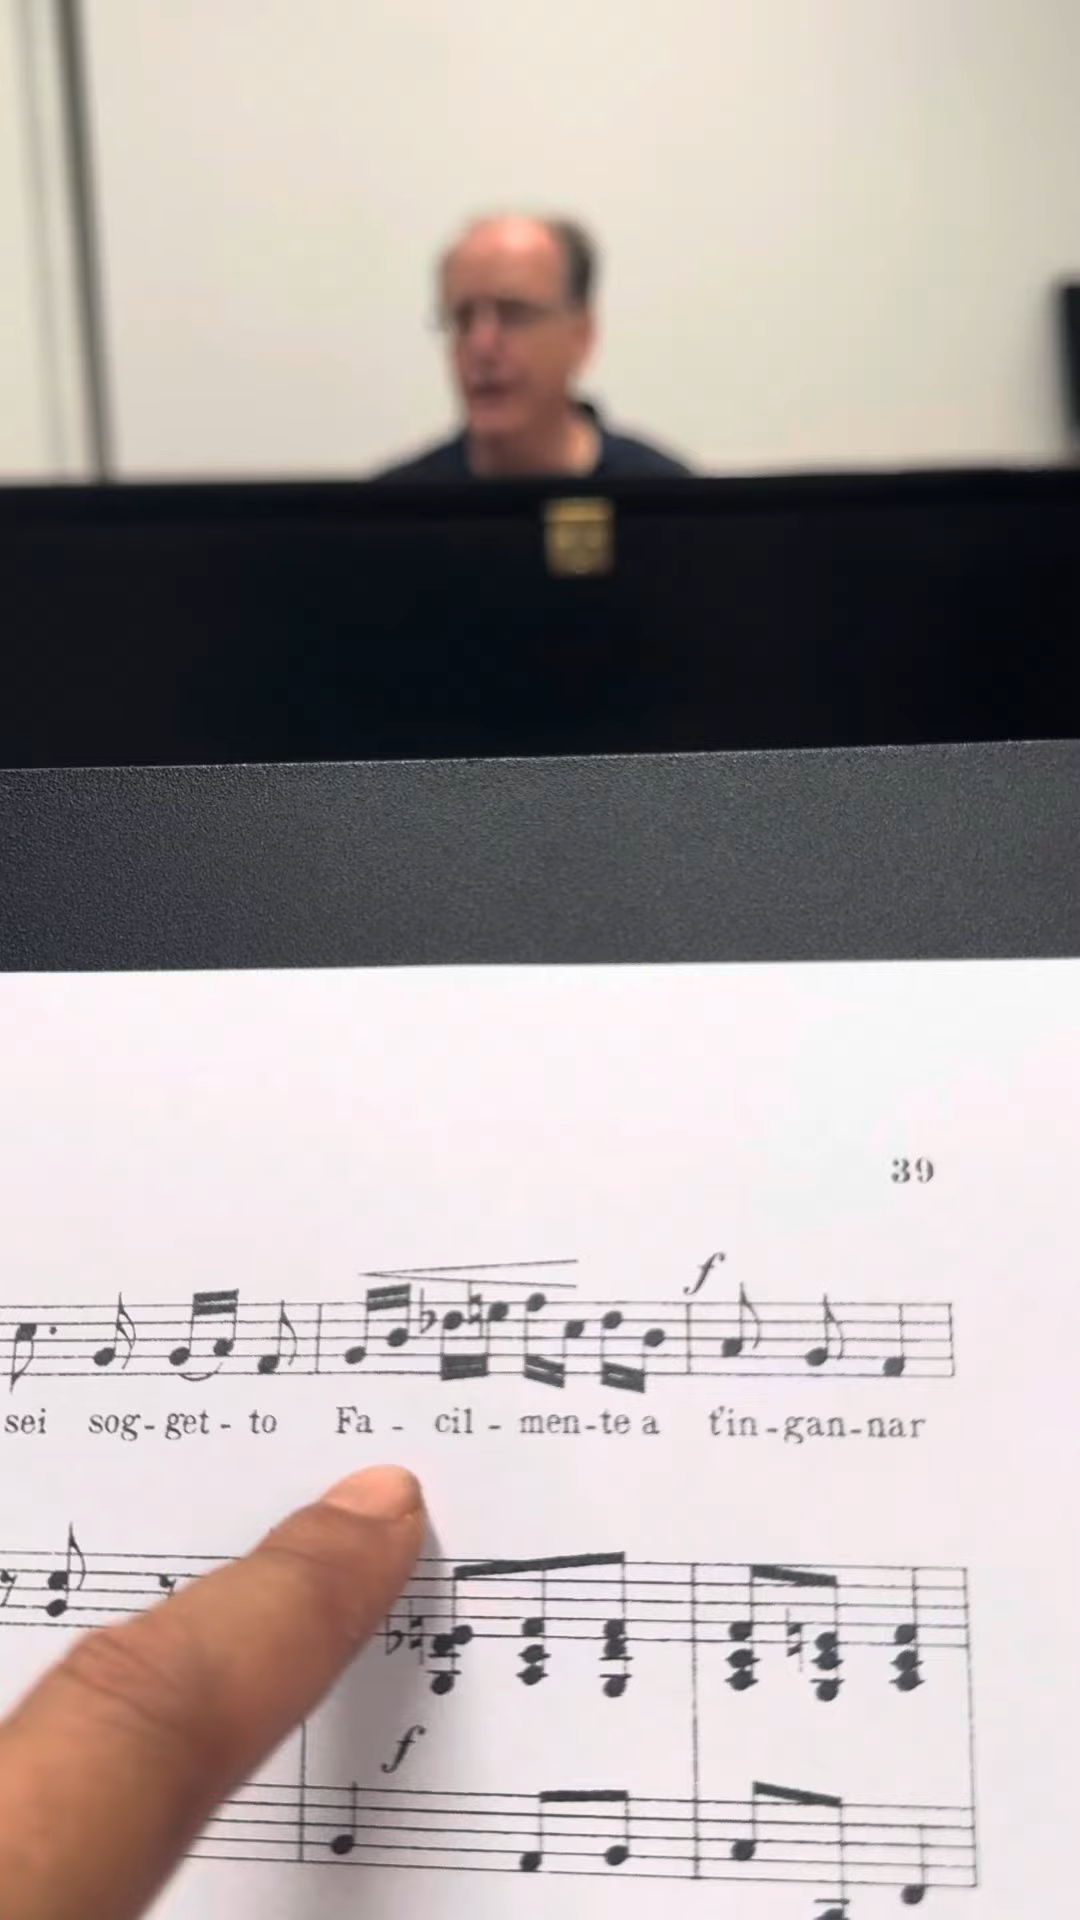 39
f
sei sog-get-to Fa-cil-men-te a t'in-gan-nar
f